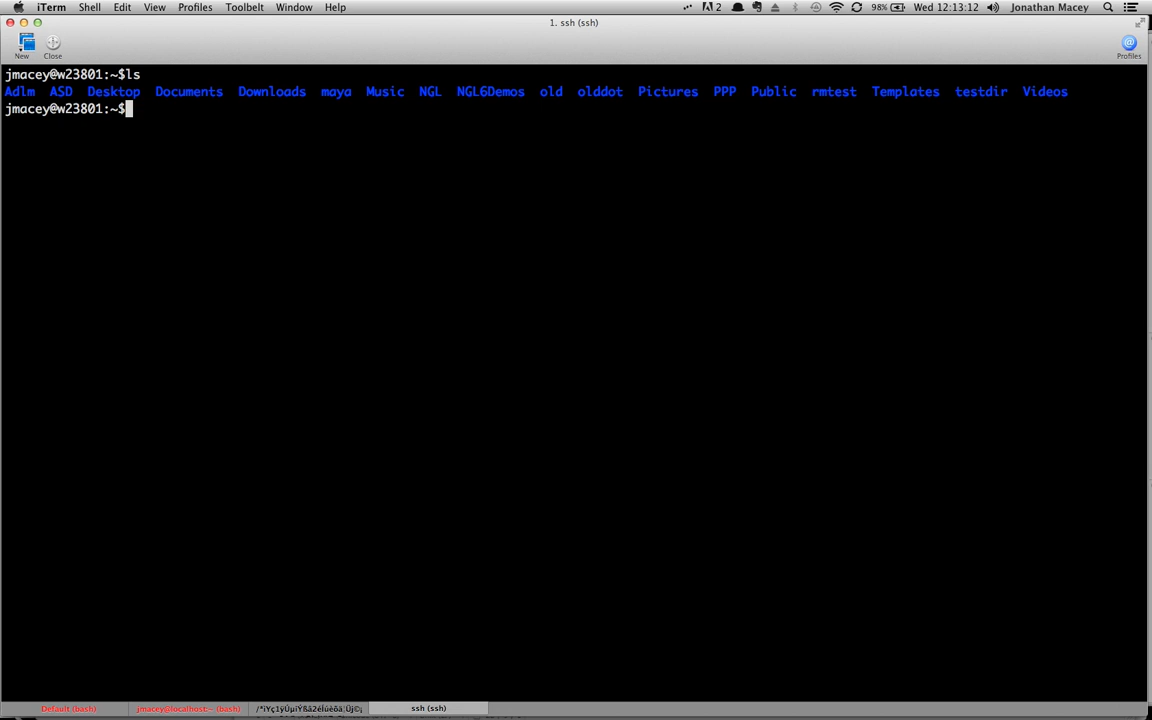 iTerm Shell Edit View Profiles Toolbelt Window Help 2 98% Wed 12:13:12 Jonathan Macey
1. ssh (ssh)
New Close Profiles
jmacey@w23801:~$ls
Adlm ASD Desktop Documents Downloads maya Music NGL NGL6Demos old olddot Pictures PPP Public rmtest Templates testdir Videos
jmacey@w23801:~$
Default (bash) jmacey@localhost:~ (bash) ssh (ssh)